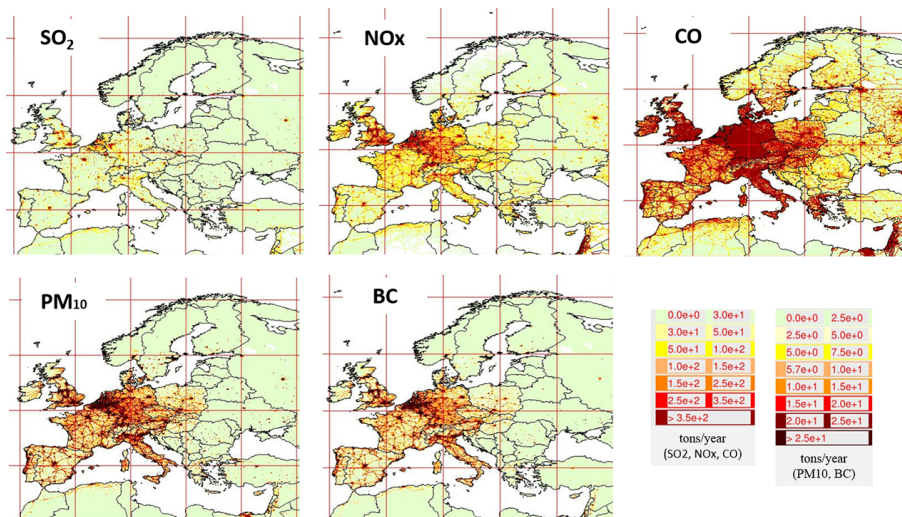 SO₂
NOx
CO
PM₁₀
BC
0.0e+0 3.0e+1
3.0e+1 5.0e+1
5.0e+1 1.0e+2
1.0e+2 1.5e+2
1.5e+2 2.5e+2
2.5e+2 3.5e+2
> 3.5e+2
tons/year
(SO2, NOx, CO)
0.0e+0 2.5e+0
2.5e+0 5.0e+0
5.0e+0 7.5e+0
5.7e+0 1.0e+1
1.0e+1 1.5e+1
1.5e+1 2.0e+1
2.0e+1 2.5e+1
> 2.5e+1
tons/year
(PM10, BC)